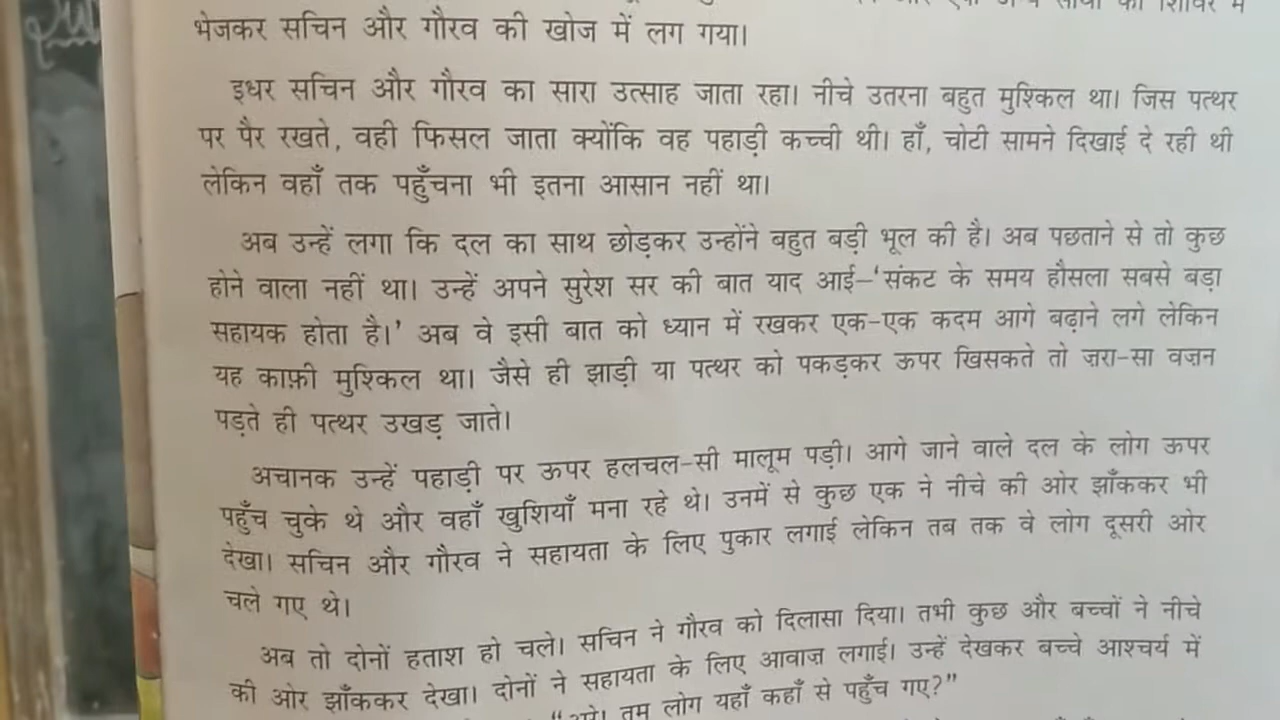 भेजकर सचिन और गौरव की खोज में लग गया।
इधर सचिन और गौरव का सारा उत्साह जाता रहा। नीचे उतरना बहुत मुश्किल था। जिस पत्थर
पर पैर रखते, वही फिसल जाता क्योंकि वह पहाड़ी कच्ची थी। हाँ, चोटी सामने दिखाई दे रही थी
लेकिन वहाँ तक पहुँचना भी इतना आसान नहीं था।
अब उन्हें लगा कि दल का साथ छोड़कर उन्होंने बहुत बड़ी भूल की है। अब पछताने से तो कुछ
होने वाला नहीं था। उन्हें अपने सुरेश सर की बात याद आई–‘संकट के समय हौसला सबसे बड़ा
सहायक होता है।’ अब वे इसी बात को ध्यान में रखकर एक-एक कदम आगे बढ़ाने लगे लेकिन
यह काफ़ी मुश्किल था। जैसे ही झाड़ी या पत्थर को पकड़कर ऊपर खिसकते तो ज़रा-सा वज़न
पड़ते ही पत्थर उखड़ जाते।
अचानक उन्हें पहाड़ी पर ऊपर हलचल-सी मालूम पड़ी। आगे जाने वाले दल के लोग ऊपर
पहुँच चुके थे और वहाँ खुशियाँ मना रहे थे। उनमें से कुछ एक ने नीचे की ओर झाँककर भी
देखा। सचिन और गौरव ने सहायता के लिए पुकार लगाई लेकिन तब तक वे लोग दूसरी ओर
चले गए थे।
अब तो दोनों हताश हो चले। सचिन ने गौरव को दिलासा दिया। तभी कुछ और बच्चों ने नीचे
की ओर झाँककर देखा। दोनों ने सहायता के लिए आवाज़ लगाई। उन्हें देखकर बच्चे आश्चर्य में
तुम लोग यहाँ कहाँ से पहुँच गए?”